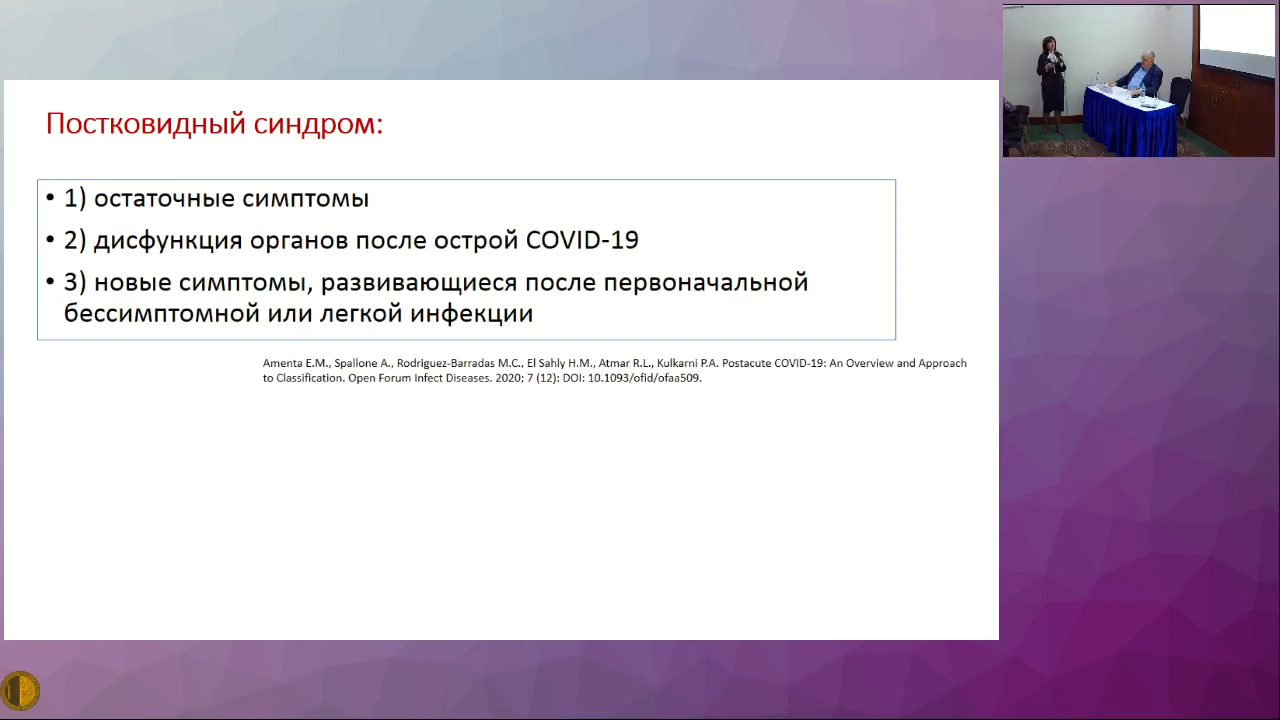 Постковидный синдром:
• 1) остаточные симптомы
• 2) дисфункция органов после острой COVID-19
• 3) новые симптомы, развивающиеся после первоначальной
бессимптомной или легкой инфекции
Amenta E.M., Spallone A., Rodriguez-Barradas M.C., El Sahly H.M., Atmar R.L., Kulkarni P.A. Postacute COVID-19: An Overview and Approach
to Classification. Open Forum Infect Diseases. 2020; 7 (12): DOI: 10.1093/ofid/ofaa509.